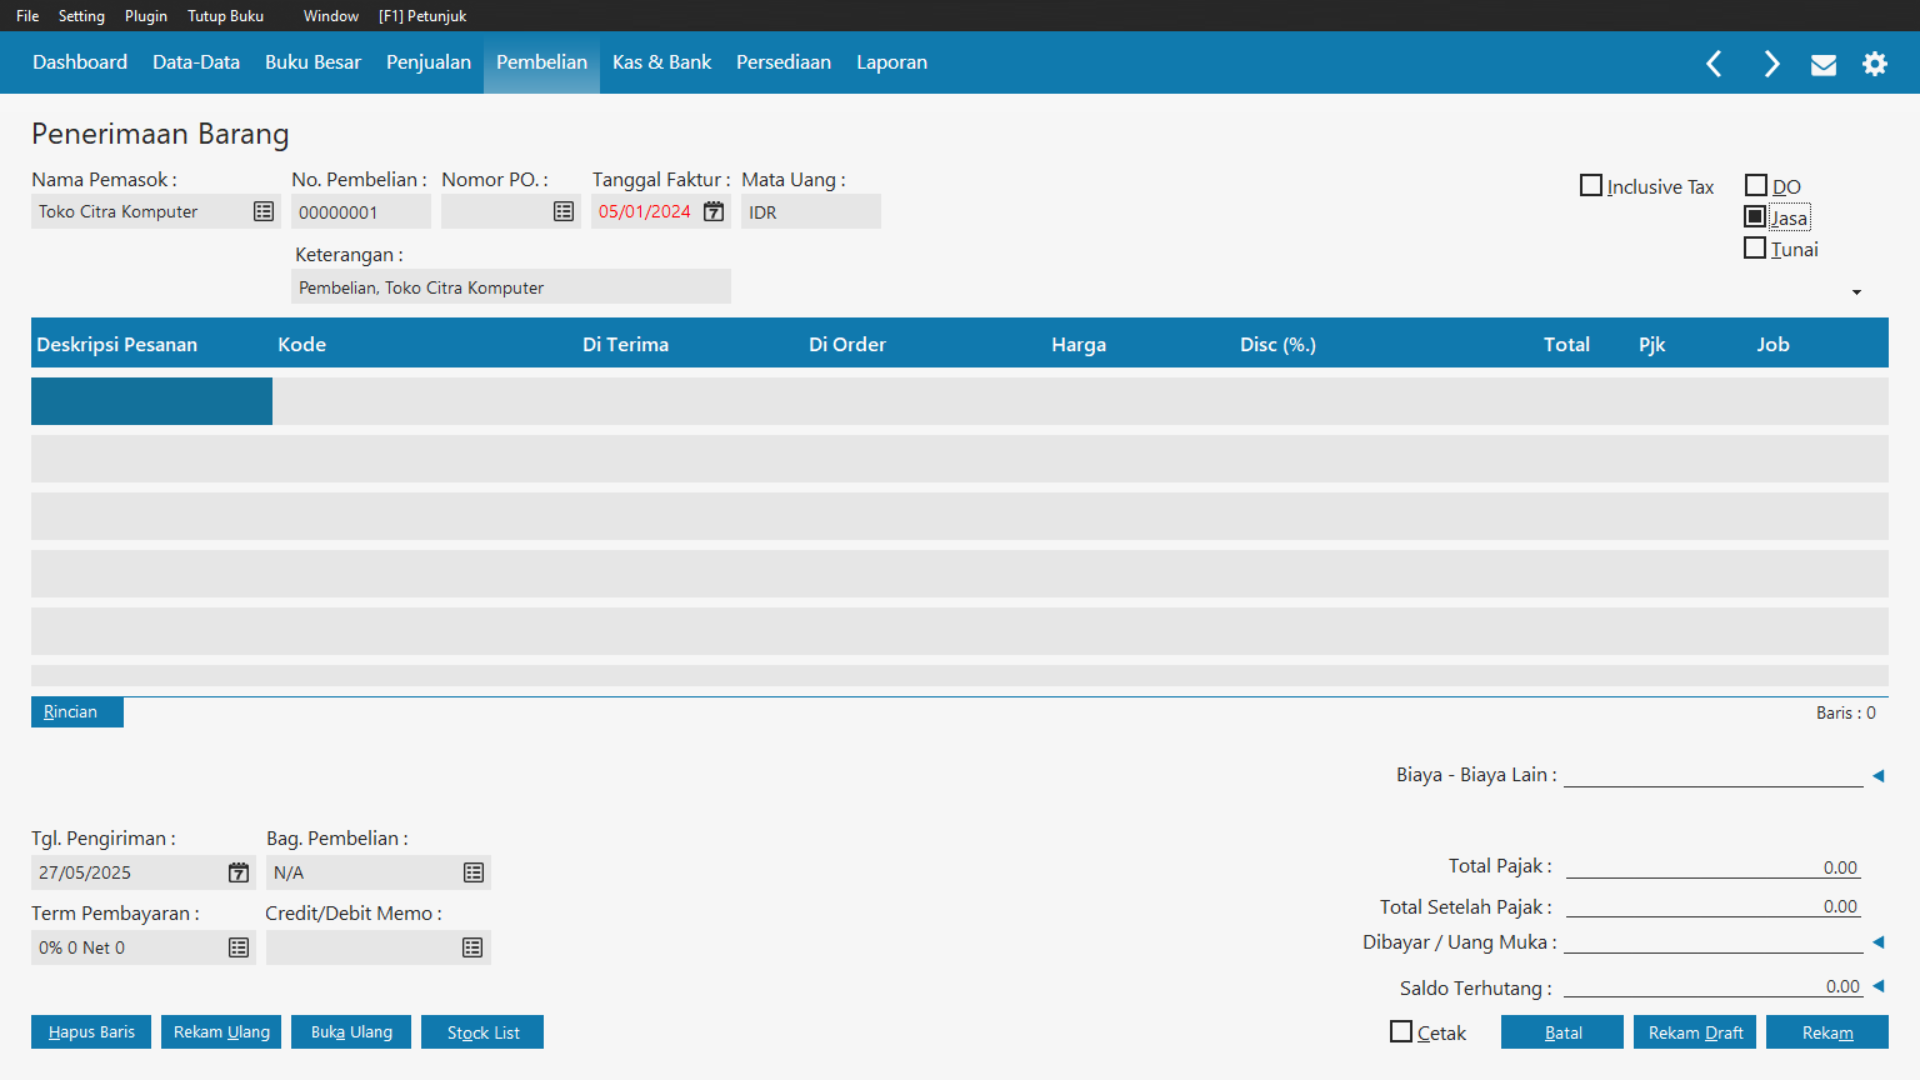 File Setting Plugin Tutup Buku Window [F1] Petunjuk
Dashboard Data-Data Buku Besar Penjualan Pembelian Kas & Bank Persediaan Laporan
Penerimaan Barang
Nama Pemasok : No. Pembelian : Nomor PO. : Tanggal Faktur : Mata Uang :
Toko Citra Komputer 00000001 05/01/2024 7 IDR
Inclusive Tax DO
Jasa
Tunai
Keterangan :
Pembelian, Toko Citra Komputer
Deskripsi Pesanan Kode Di Terima Di Order Harga Disc (%.) Total Pjk Job
Rincian Baris : 0
Biaya - Biaya Lain :
Tgl. Pengiriman : Bag. Pembelian :
27/05/2025 7 N/A
Term Pembayaran : Credit/Debit Memo :
0% 0 Net 0
Total Pajak : 0.00
Total Setelah Pajak : 0.00
Dibayar / Uang Muka :
Saldo Terhutang : 0.00
Hapus Baris Rekam Ulang Buka Ulang Stock List Cetak Batal Rekam Draft Rekam